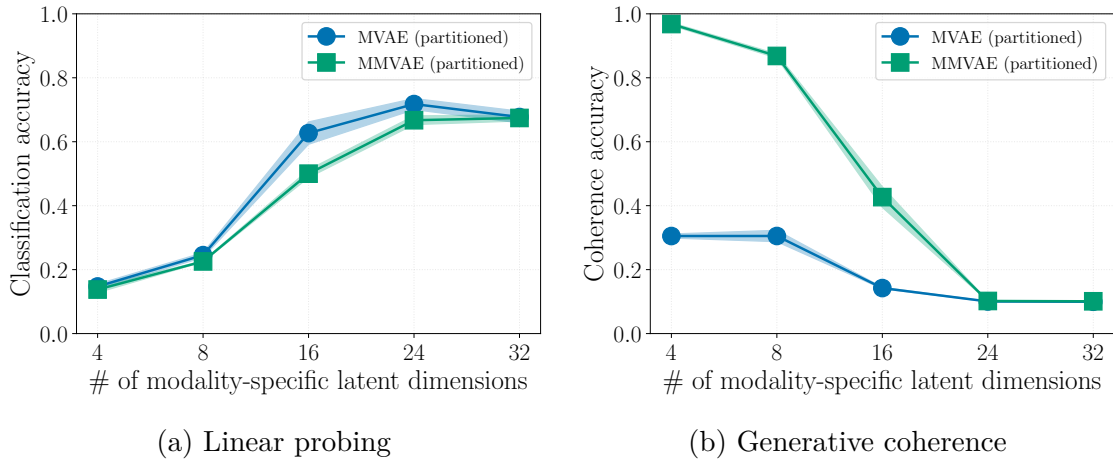 1.0
0.8
0.6
0.4
0.2
0.0
Classification accuracy
MVAE (partitioned)
MMVAE (partitioned)
4 8 16 24 32
# of modality-specific latent dimensions
(a) Linear probing
1.0
0.8
0.6
0.4
0.2
0.0
Coherence accuracy
MVAE (partitioned)
MMVAE (partitioned)
4 8 16 24 32
# of modality-specific latent dimensions
(b) Generative coherence